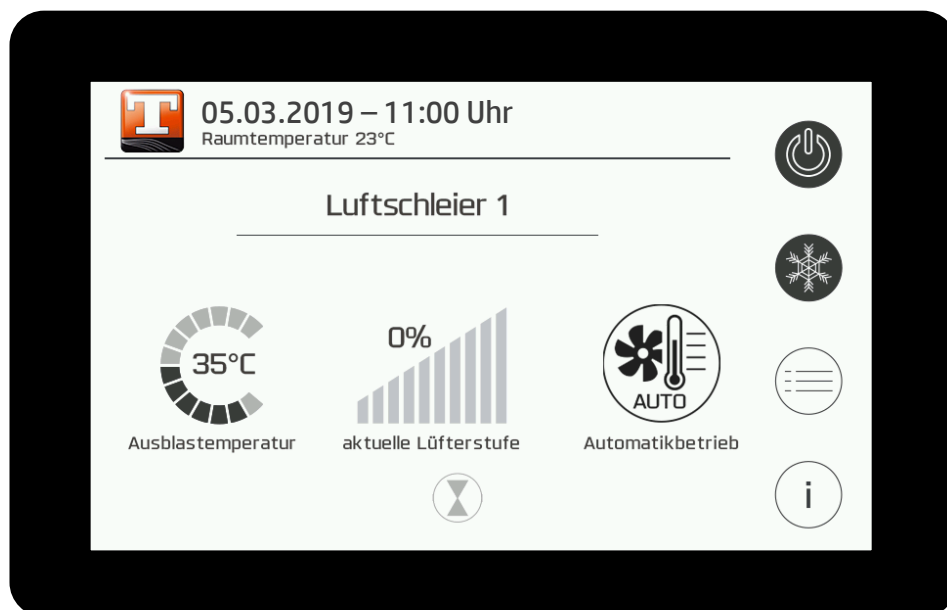 T
05.03.2019 – 11:00 Uhr
Raumtemperatur 23°C
Luftschleier 1
35°C
Ausblastemperatur
0%
aktuelle Lüfterstufe
AUTO
Automatikbetrieb
i